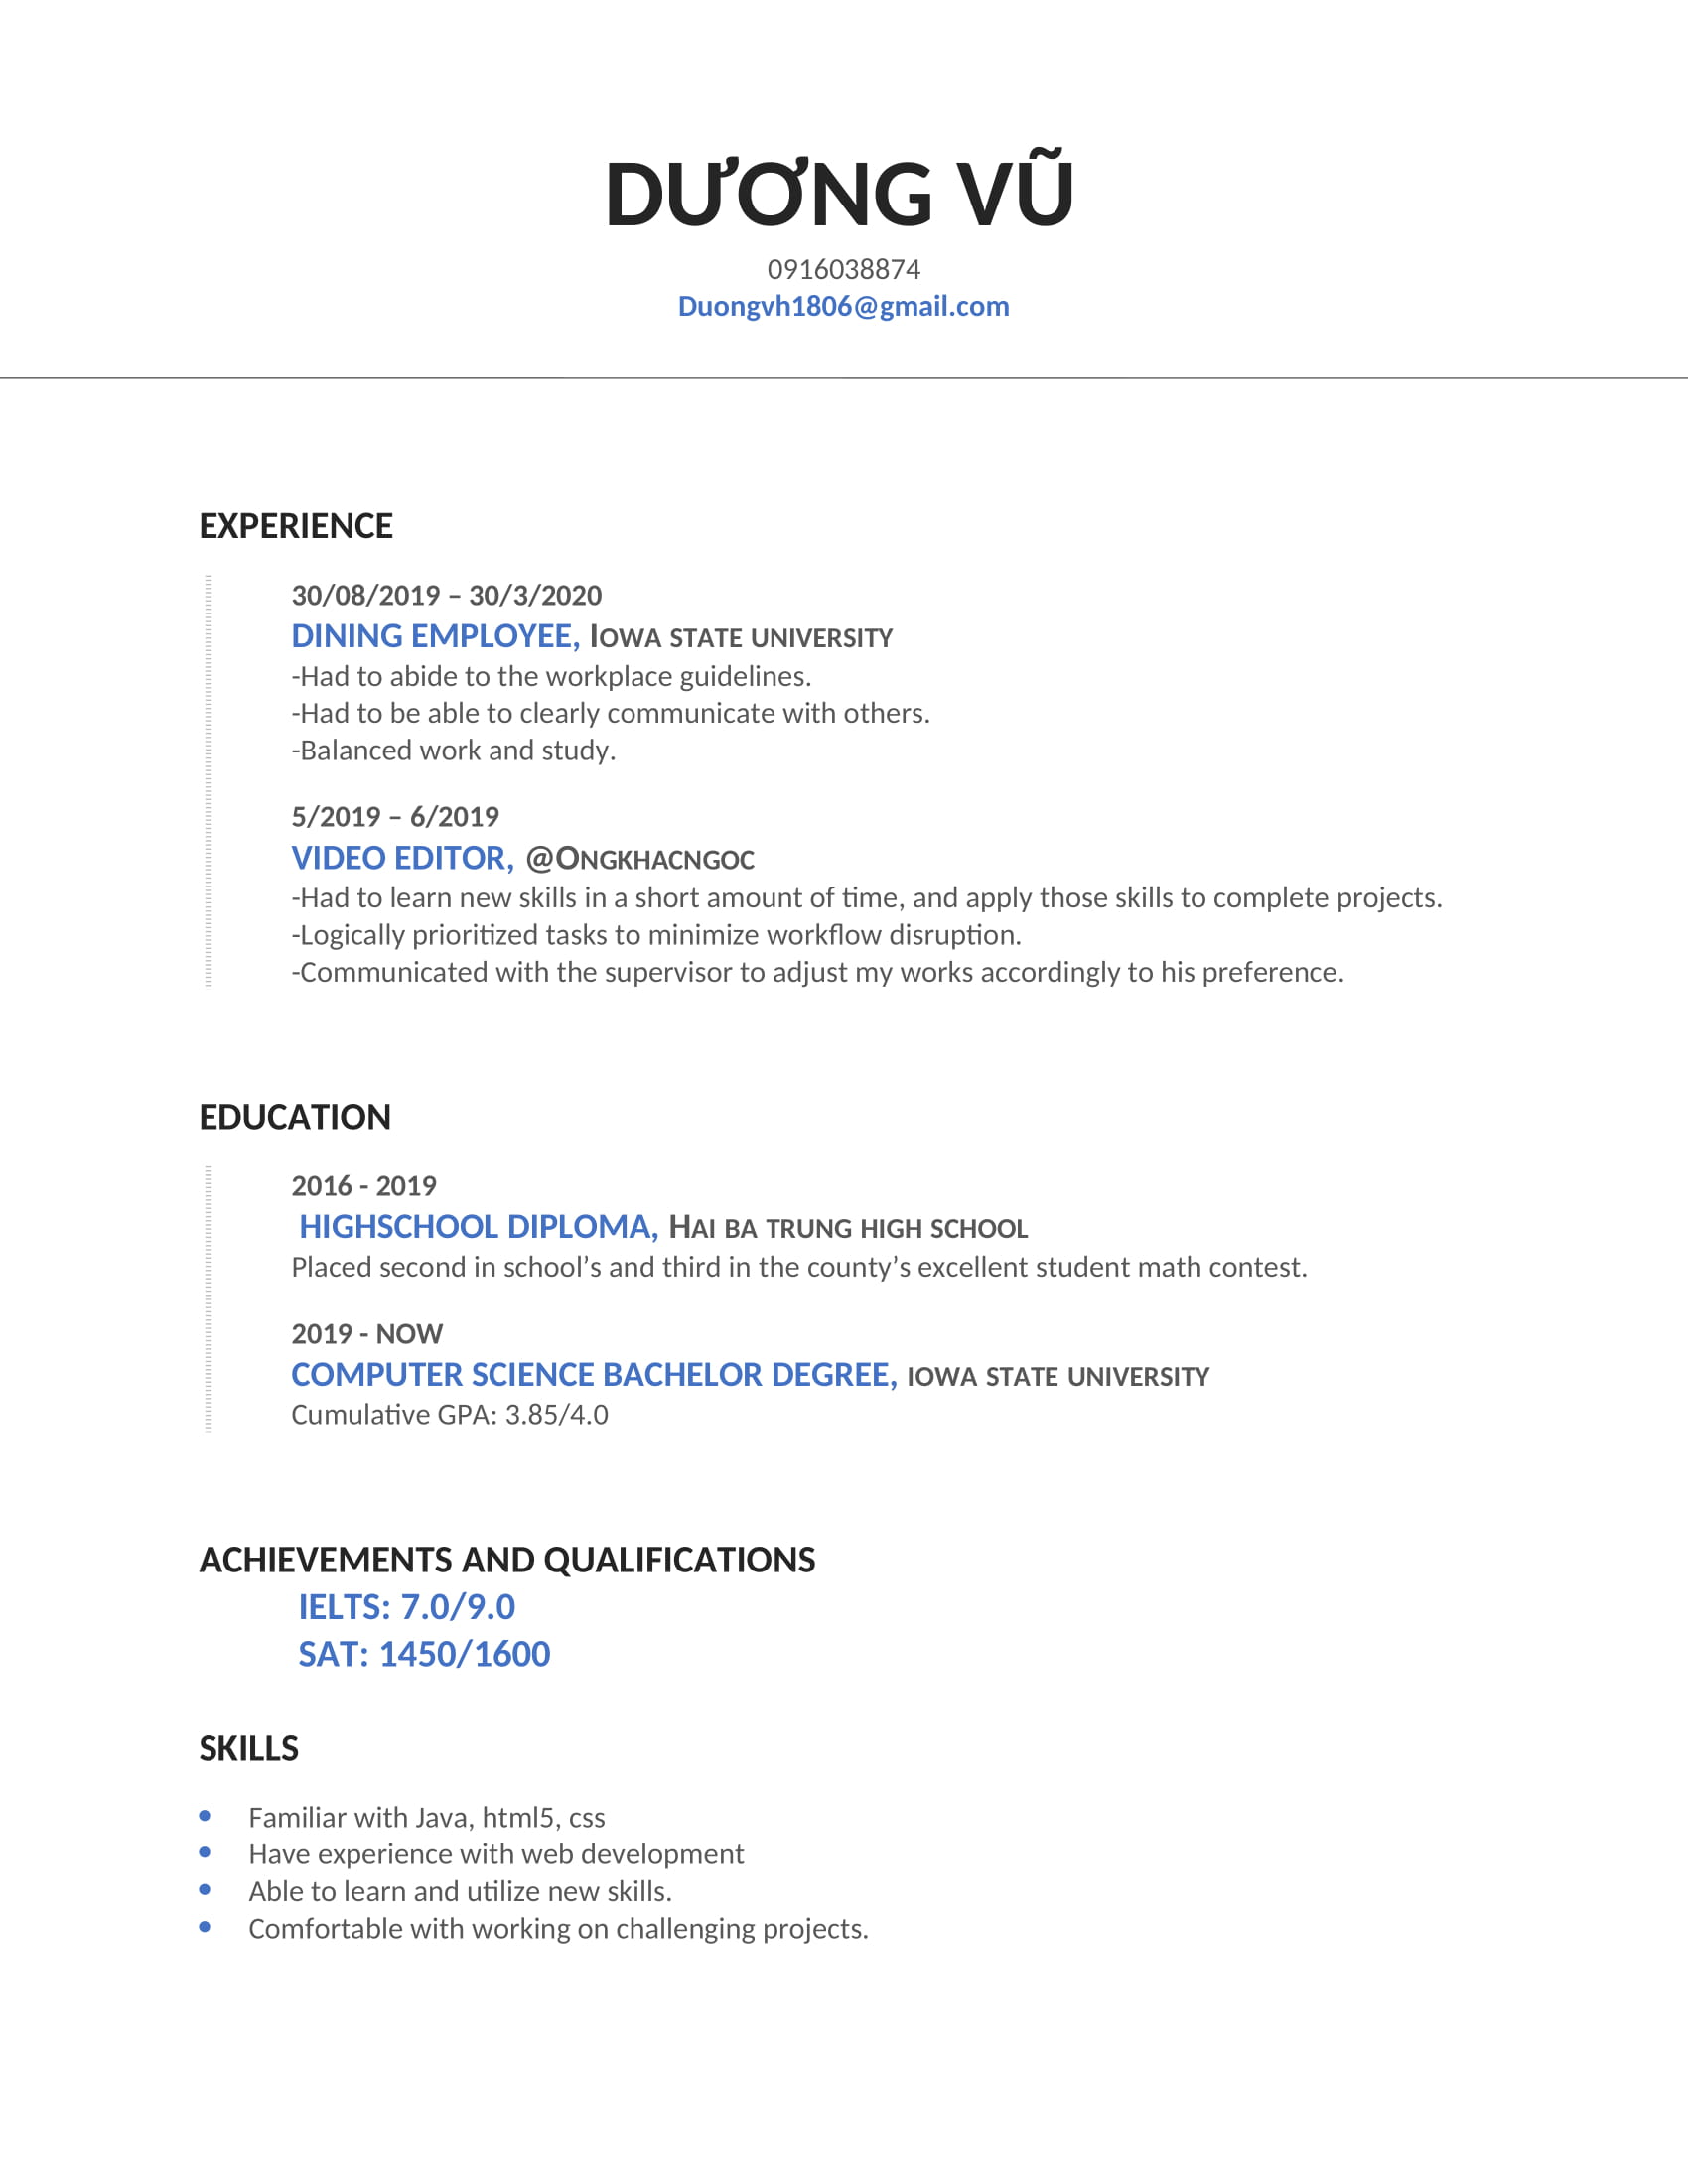 DƯƠNG VŨ
0916038874
Duongvh1806@gmail.com
EXPERIENCE
30/08/2019 – 30/3/2020
DINING EMPLOYEE, IOWA STATE UNIVERSITY
-Had to abide to the workplace guidelines.
-Had to be able to clearly communicate with others.
-Balanced work and study.
5/2019 – 6/2019
VIDEO EDITOR, @ONGKHACNGOC
-Had to learn new skills in a short amount of time, and apply those skills to complete projects.
-Logically prioritized tasks to minimize workflow disruption.
-Communicated with the supervisor to adjust my works accordingly to his preference.
EDUCATION
2016 - 2019
HIGHSCHOOL DIPLOMA, HAI BA TRUNG HIGH SCHOOL
Placed second in school’s and third in the county’s excellent student math contest.
2019 - NOW
COMPUTER SCIENCE BACHELOR DEGREE, IOWA STATE UNIVERSITY
Cumulative GPA: 3.85/4.0
ACHIEVEMENTS AND QUALIFICATIONS
IELTS: 7.0/9.0
SAT: 1450/1600
SKILLS
• Familiar with Java, html5, css
• Have experience with web development
• Able to learn and utilize new skills.
• Comfortable with working on challenging projects.